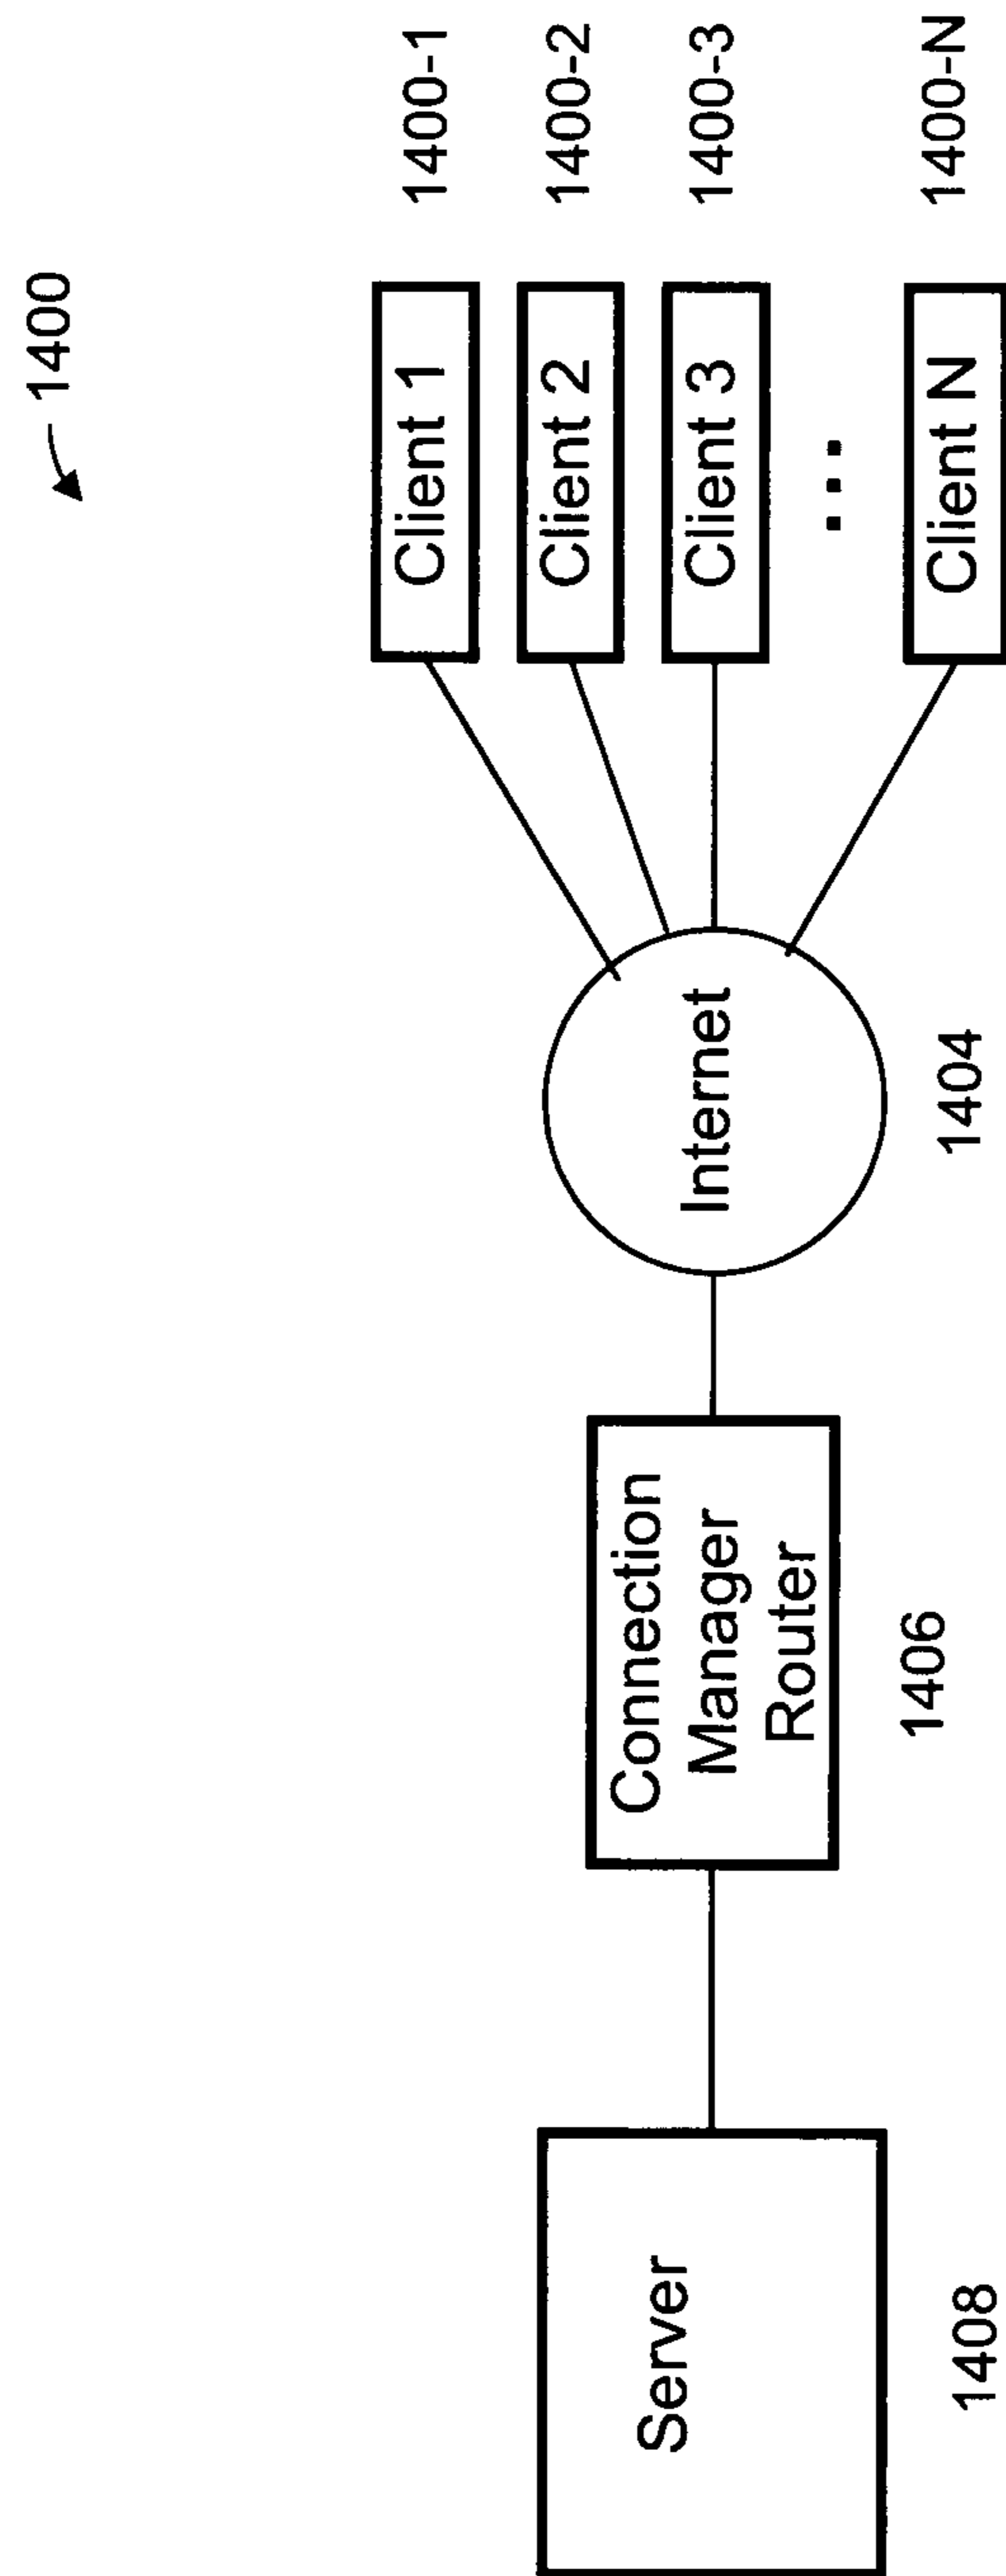 1400
Server
1408
Connection
Manager
Router
1406
Internet
1404
Client 1
1400-1
Client 2
1400-2
Client 3
1400-3
...
Client N
1400-N